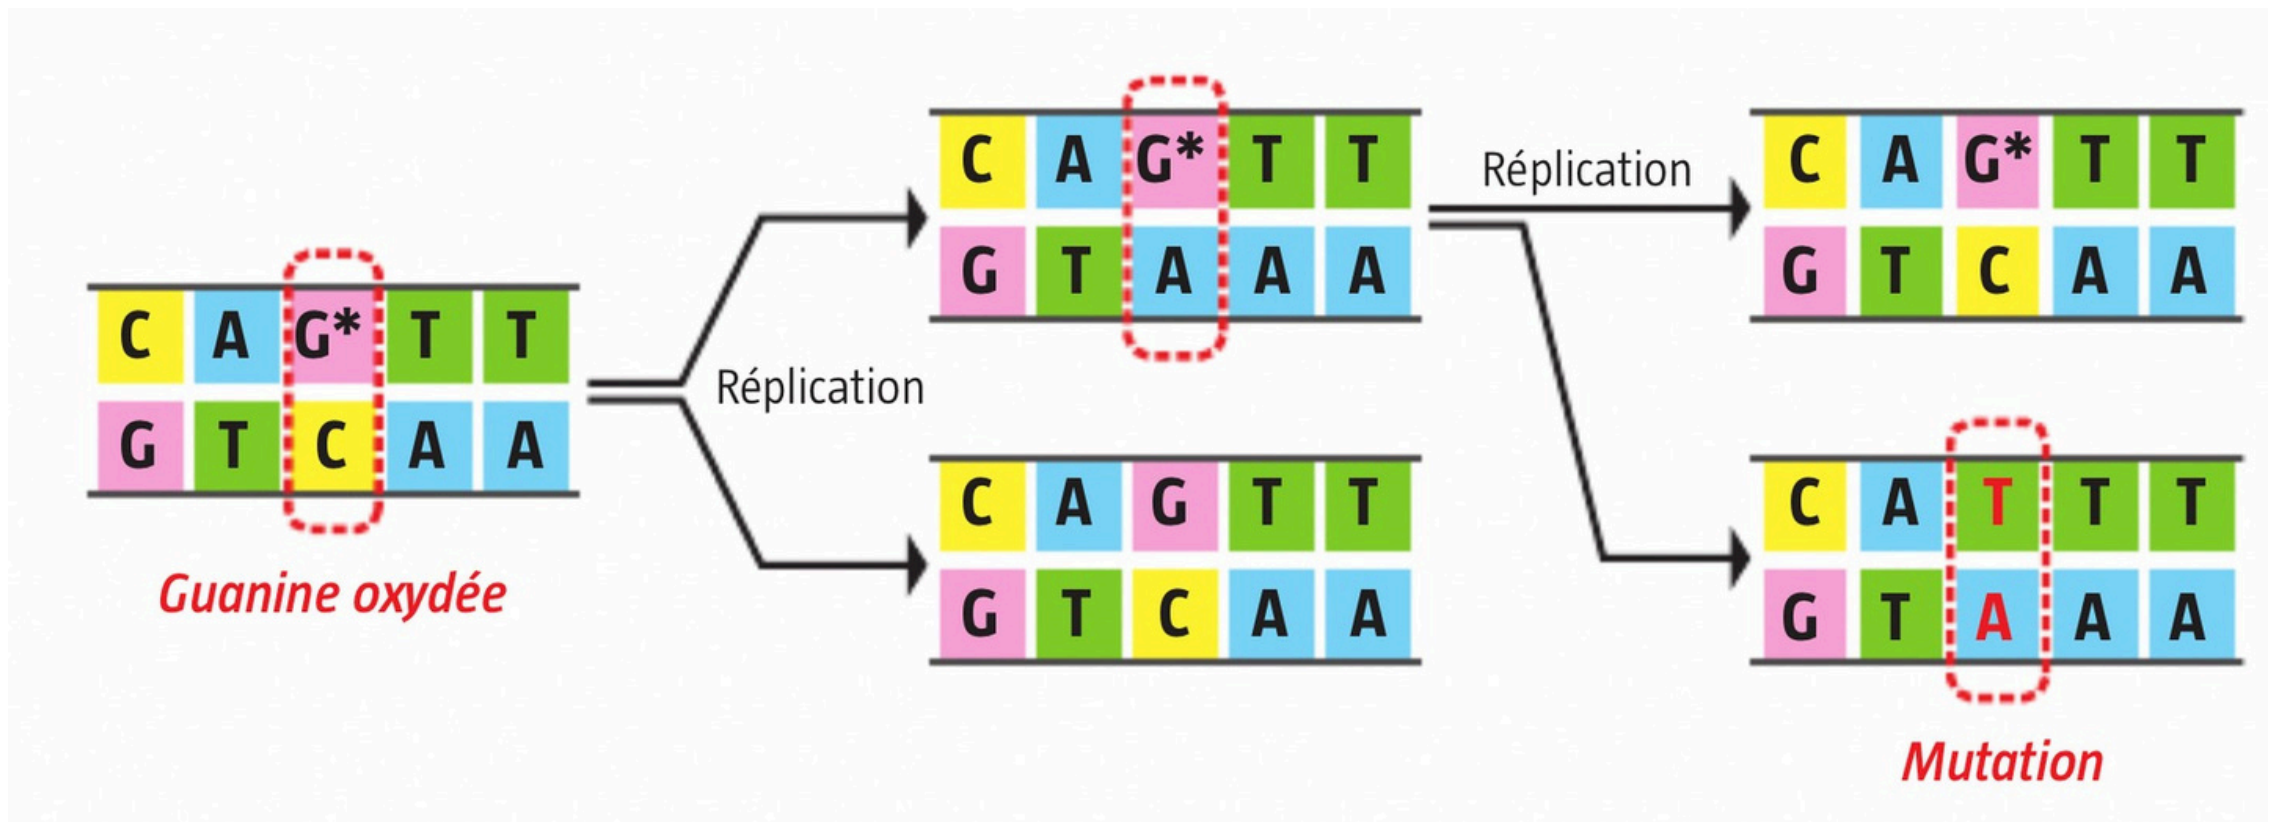 C A G* T T
G T C A A
Guanine oxydée
Réplication
C A G* T T
G T A A A
C A G T T
G T C A A
Réplication
C A G* T T
G T C A A
C A T T T
G T A A A
Mutation